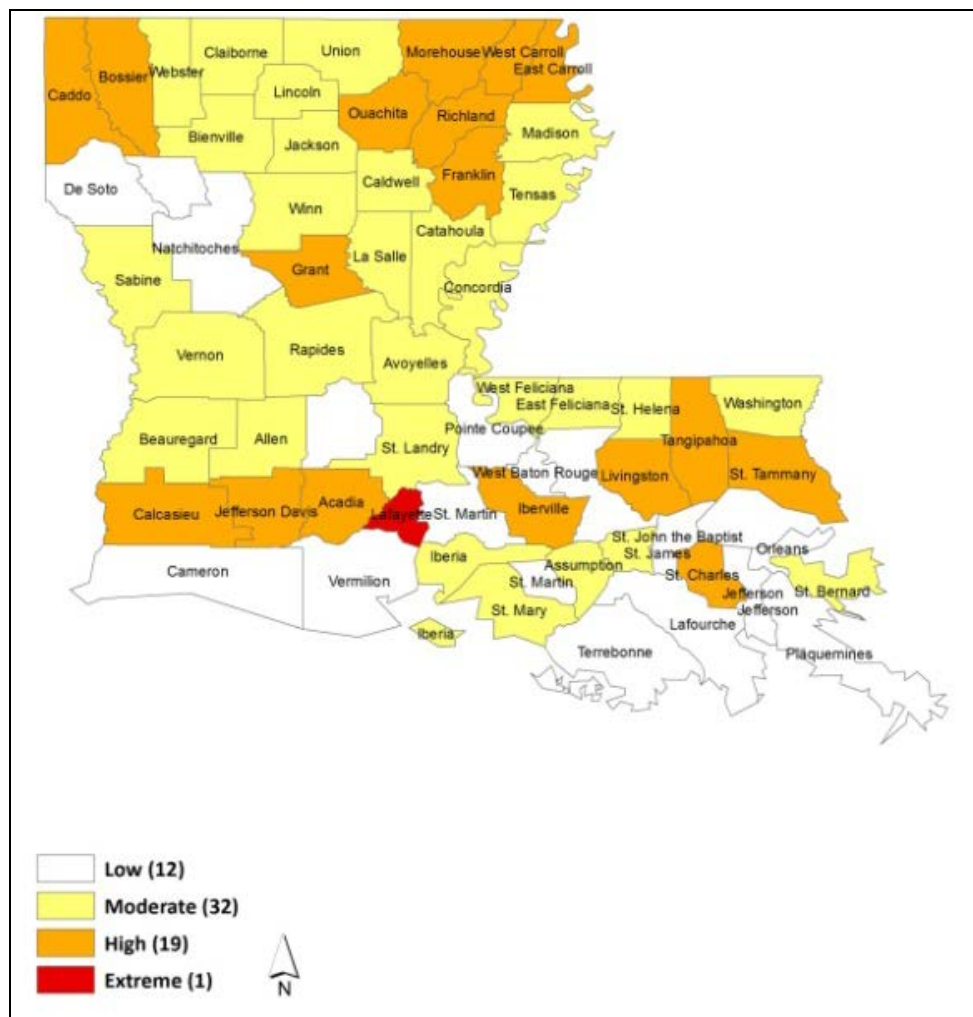 Caddo
Bossier
Webster
Claiborne
Union
Morehouse
West Carroll
East Carroll
Lincoln
Ouachita
Richland
Madison
Bienville
Jackson
Franklin
De Soto
Caldwell
Tensas
Winn
Catahoula
Natchitoches
La Salle
Grant
Sabine
Concordia
Vernon
Rapides
Avoyelles
West Feliciana
East Feliciana
St. Helena
Washington
Pointe Coupee
Beauregard
Allen
St. Landry
Tangipahoa
West Baton Rouge
Livingston
St. Tammany
Calcasieu
Jefferson Davis
Acadia
Lafayette
St. Martin
Iberville
St. John the Baptist
Orleans
Iberia
St. James
Assumption
Cameron
Vermilion
St. Martin
St. Charles
Jefferson
St. Bernard
St. Mary
Jefferson
Lafourche
Iberia
Terrebonne
Plaquemines
Low (12)
Moderate (32)
High (19)
Extreme (1)
N